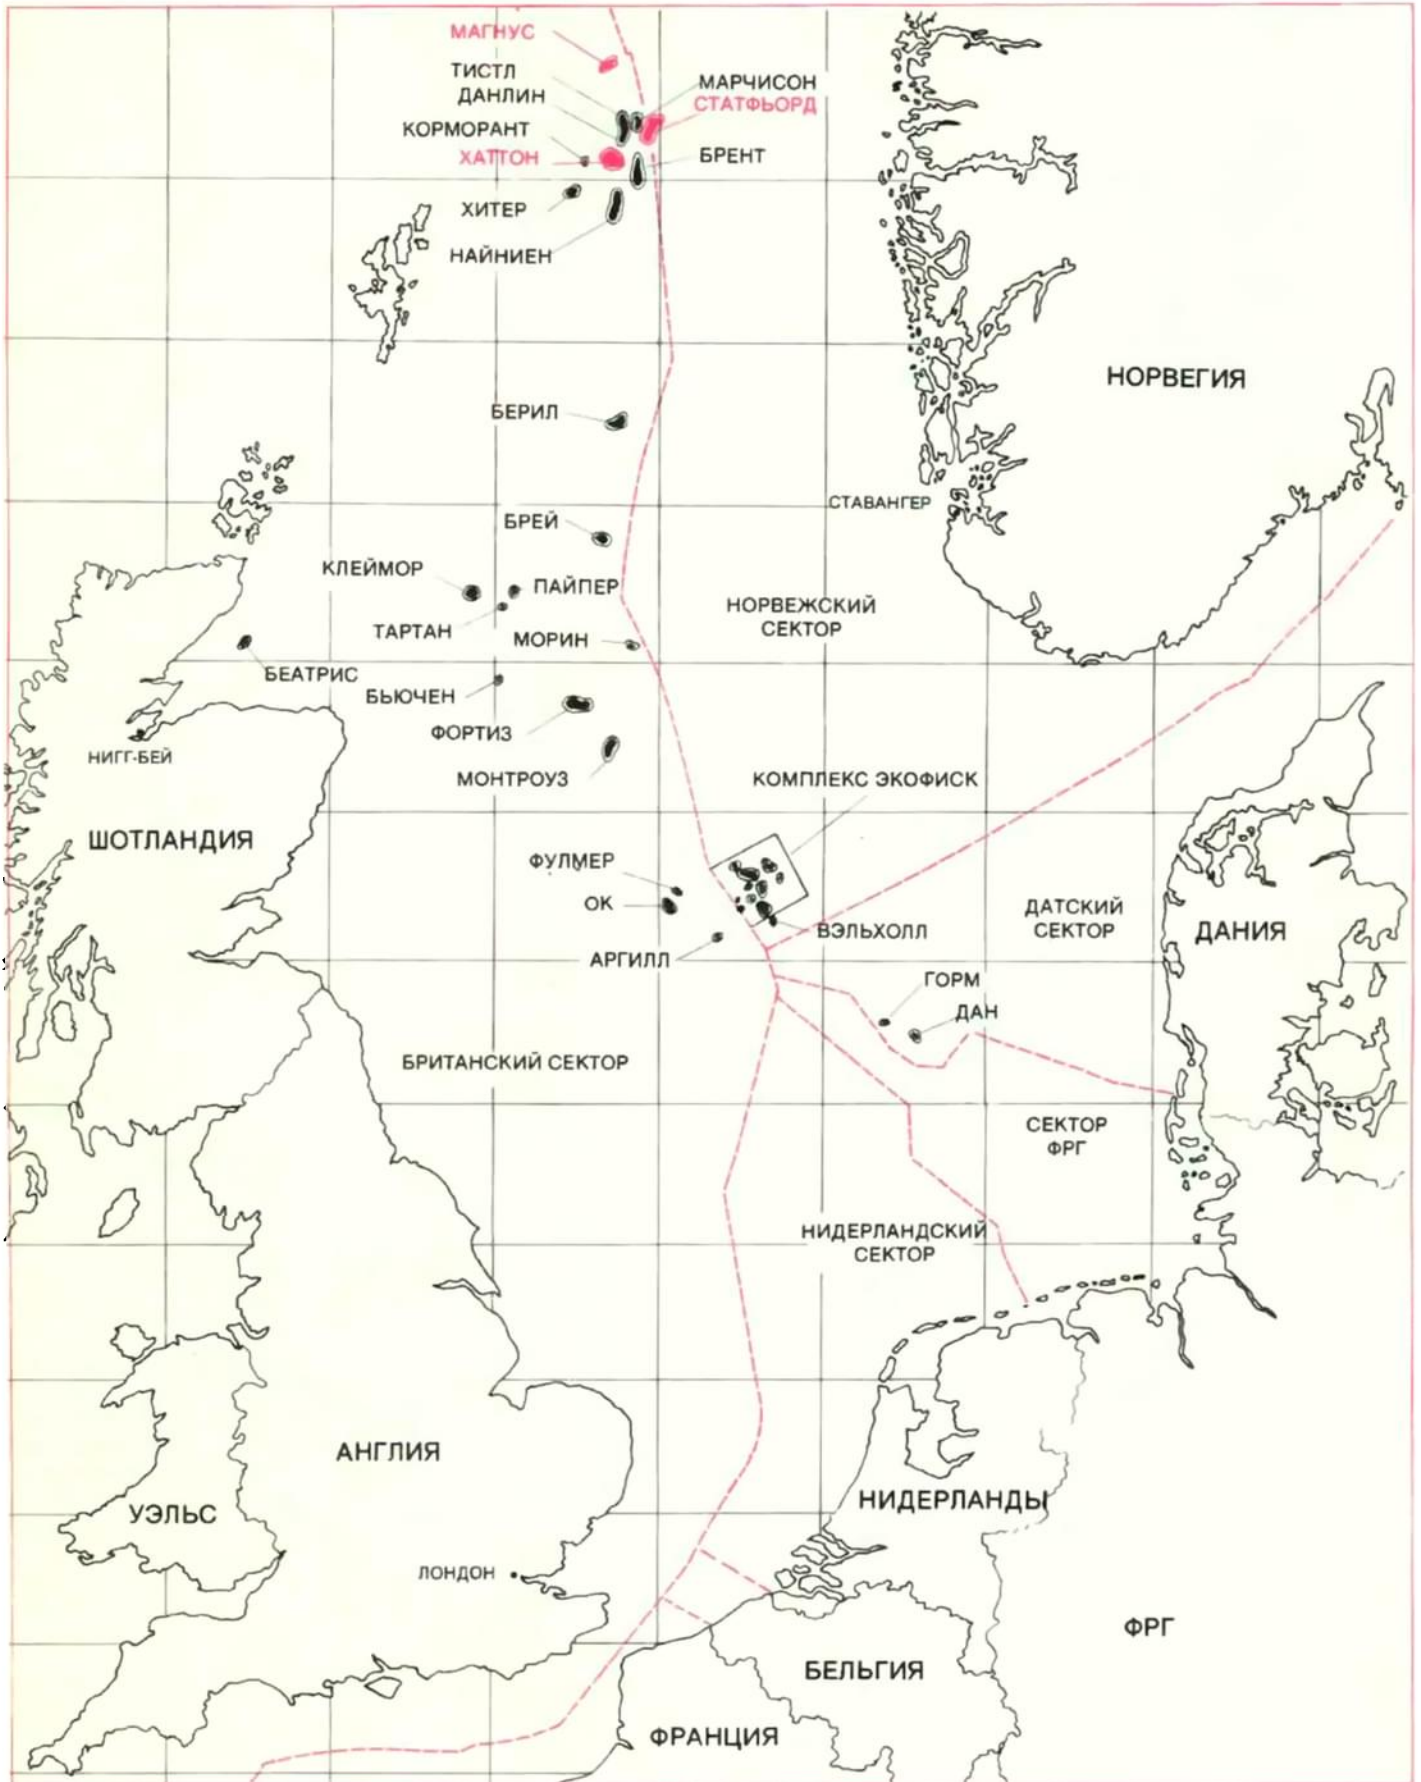 МАГНУС
ТИСТЛ
МАРЧИСОН
ДАНЛИН
СТАТФЬОРД
КОРМОРАНТ
ХАТТОН
БРЕНТ
ХИТЕР
НАЙНИЕН
НОРВЕГИЯ
БЕРИЛ
СТАВАНГЕР
БРЕЙ
КЛЕЙМОР
ПАЙПЕР
НОРВЕЖСКИЙ
СЕКТОР
ТАРТАН
МОРИН
БЕАТРИС
БЬЮЧЕН
ФОРТИЗ
НИГГ-БЕЙ
МОНТРОУЗ
КОМПЛЕКС ЭКОФИСК
ШОТЛАНДИЯ
ФУЛМЕР
ОК
ДАТСКИЙ
СЕКТОР
ДАНИЯ
ВЭЛЬХОЛЛ
АРГИЛЛ
ГОРМ
ДАН
БРИТАНСКИЙ СЕКТОР
СЕКТОР
ФРГ
НИДЕРЛАНДСКИЙ
СЕКТОР
АНГЛИЯ
НИДЕРЛАНДЫ
УЭЛЬС
ЛОНДОН
ФРГ
БЕЛЬГИЯ
ФРАНЦИЯ